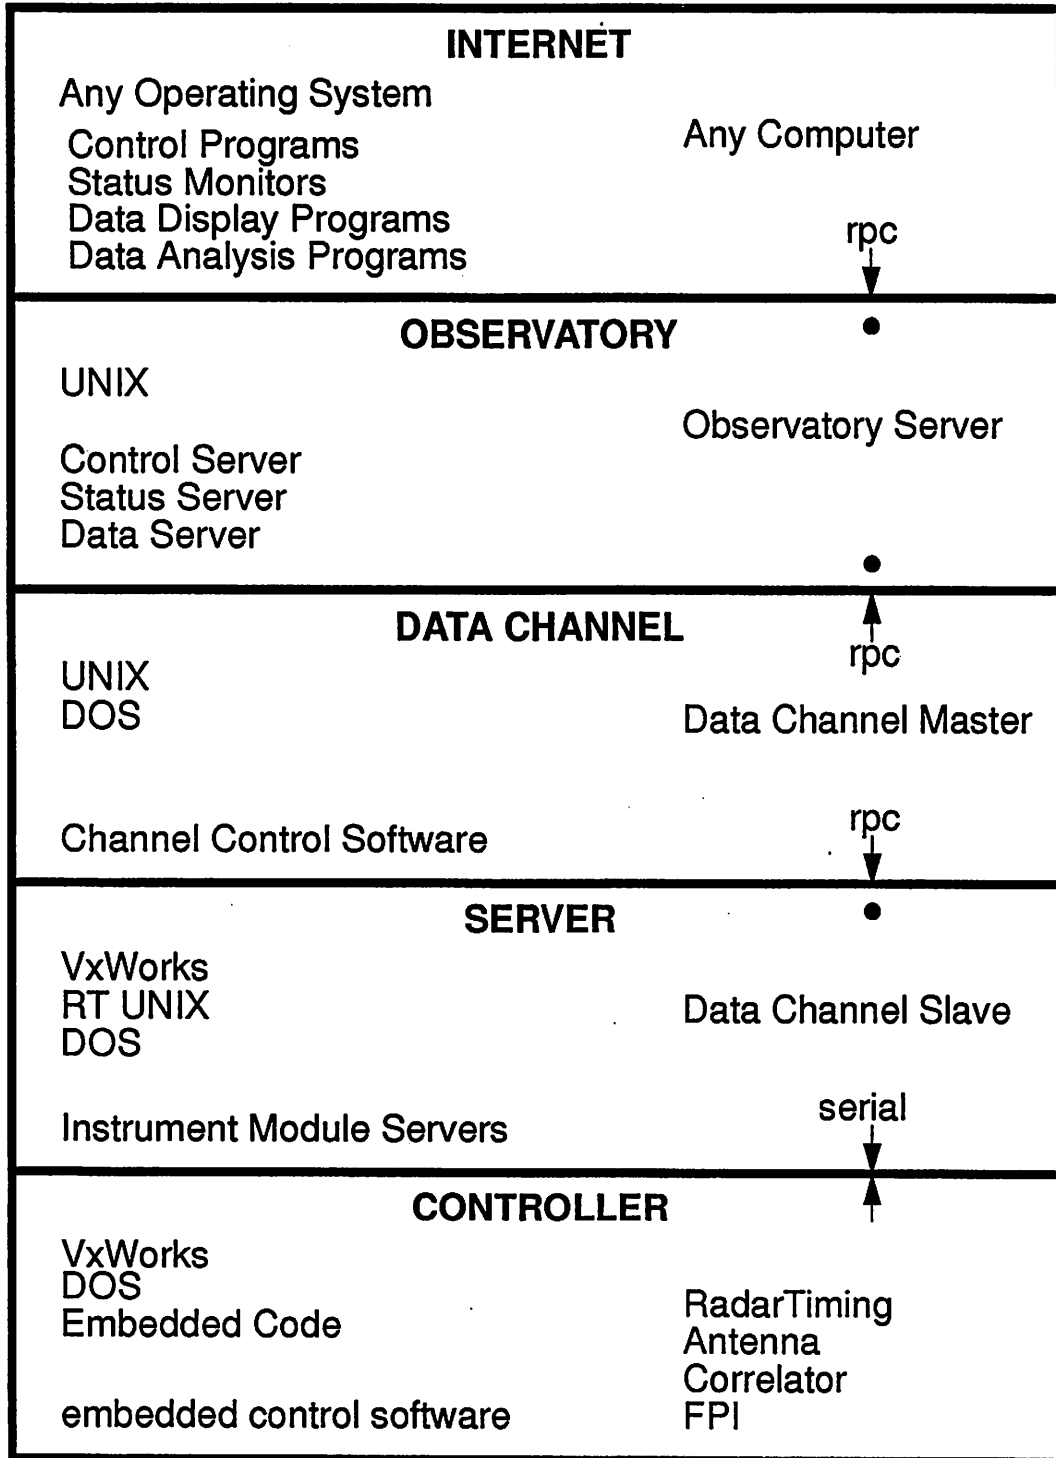 INTERNET
Any Operating System
Control Programs
Status Monitors
Data Display Programs
Data Analysis Programs
Any Computer
rpc
OBSERVATORY
UNIX
Control Server
Status Server
Data Server
Observatory Server
DATA CHANNEL
UNIX
DOS
Channel Control Software
rpc
Data Channel Master
rpc
SERVER
VxWorks
RT UNIX
DOS
Instrument Module Servers
Data Channel Slave
serial
CONTROLLER
VxWorks
DOS
Embedded Code
embedded control software
RadarTiming
Antenna
Correlator
FPI